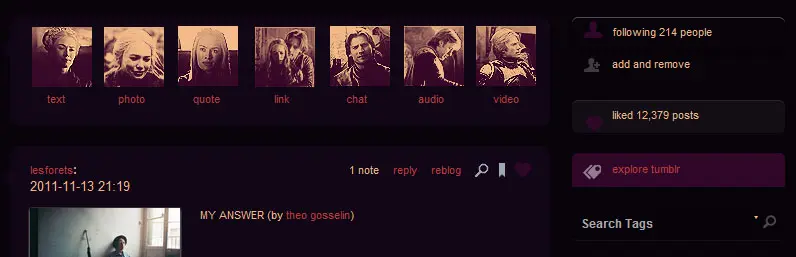 text photo quote link chat audio video
following 214 people
add and remove
liked 12,379 posts
explore tumblr
Search Tags
lesforets: 1 note reply reblog
2011-11-13 21:19
MY ANSWER (by theo gosselin)